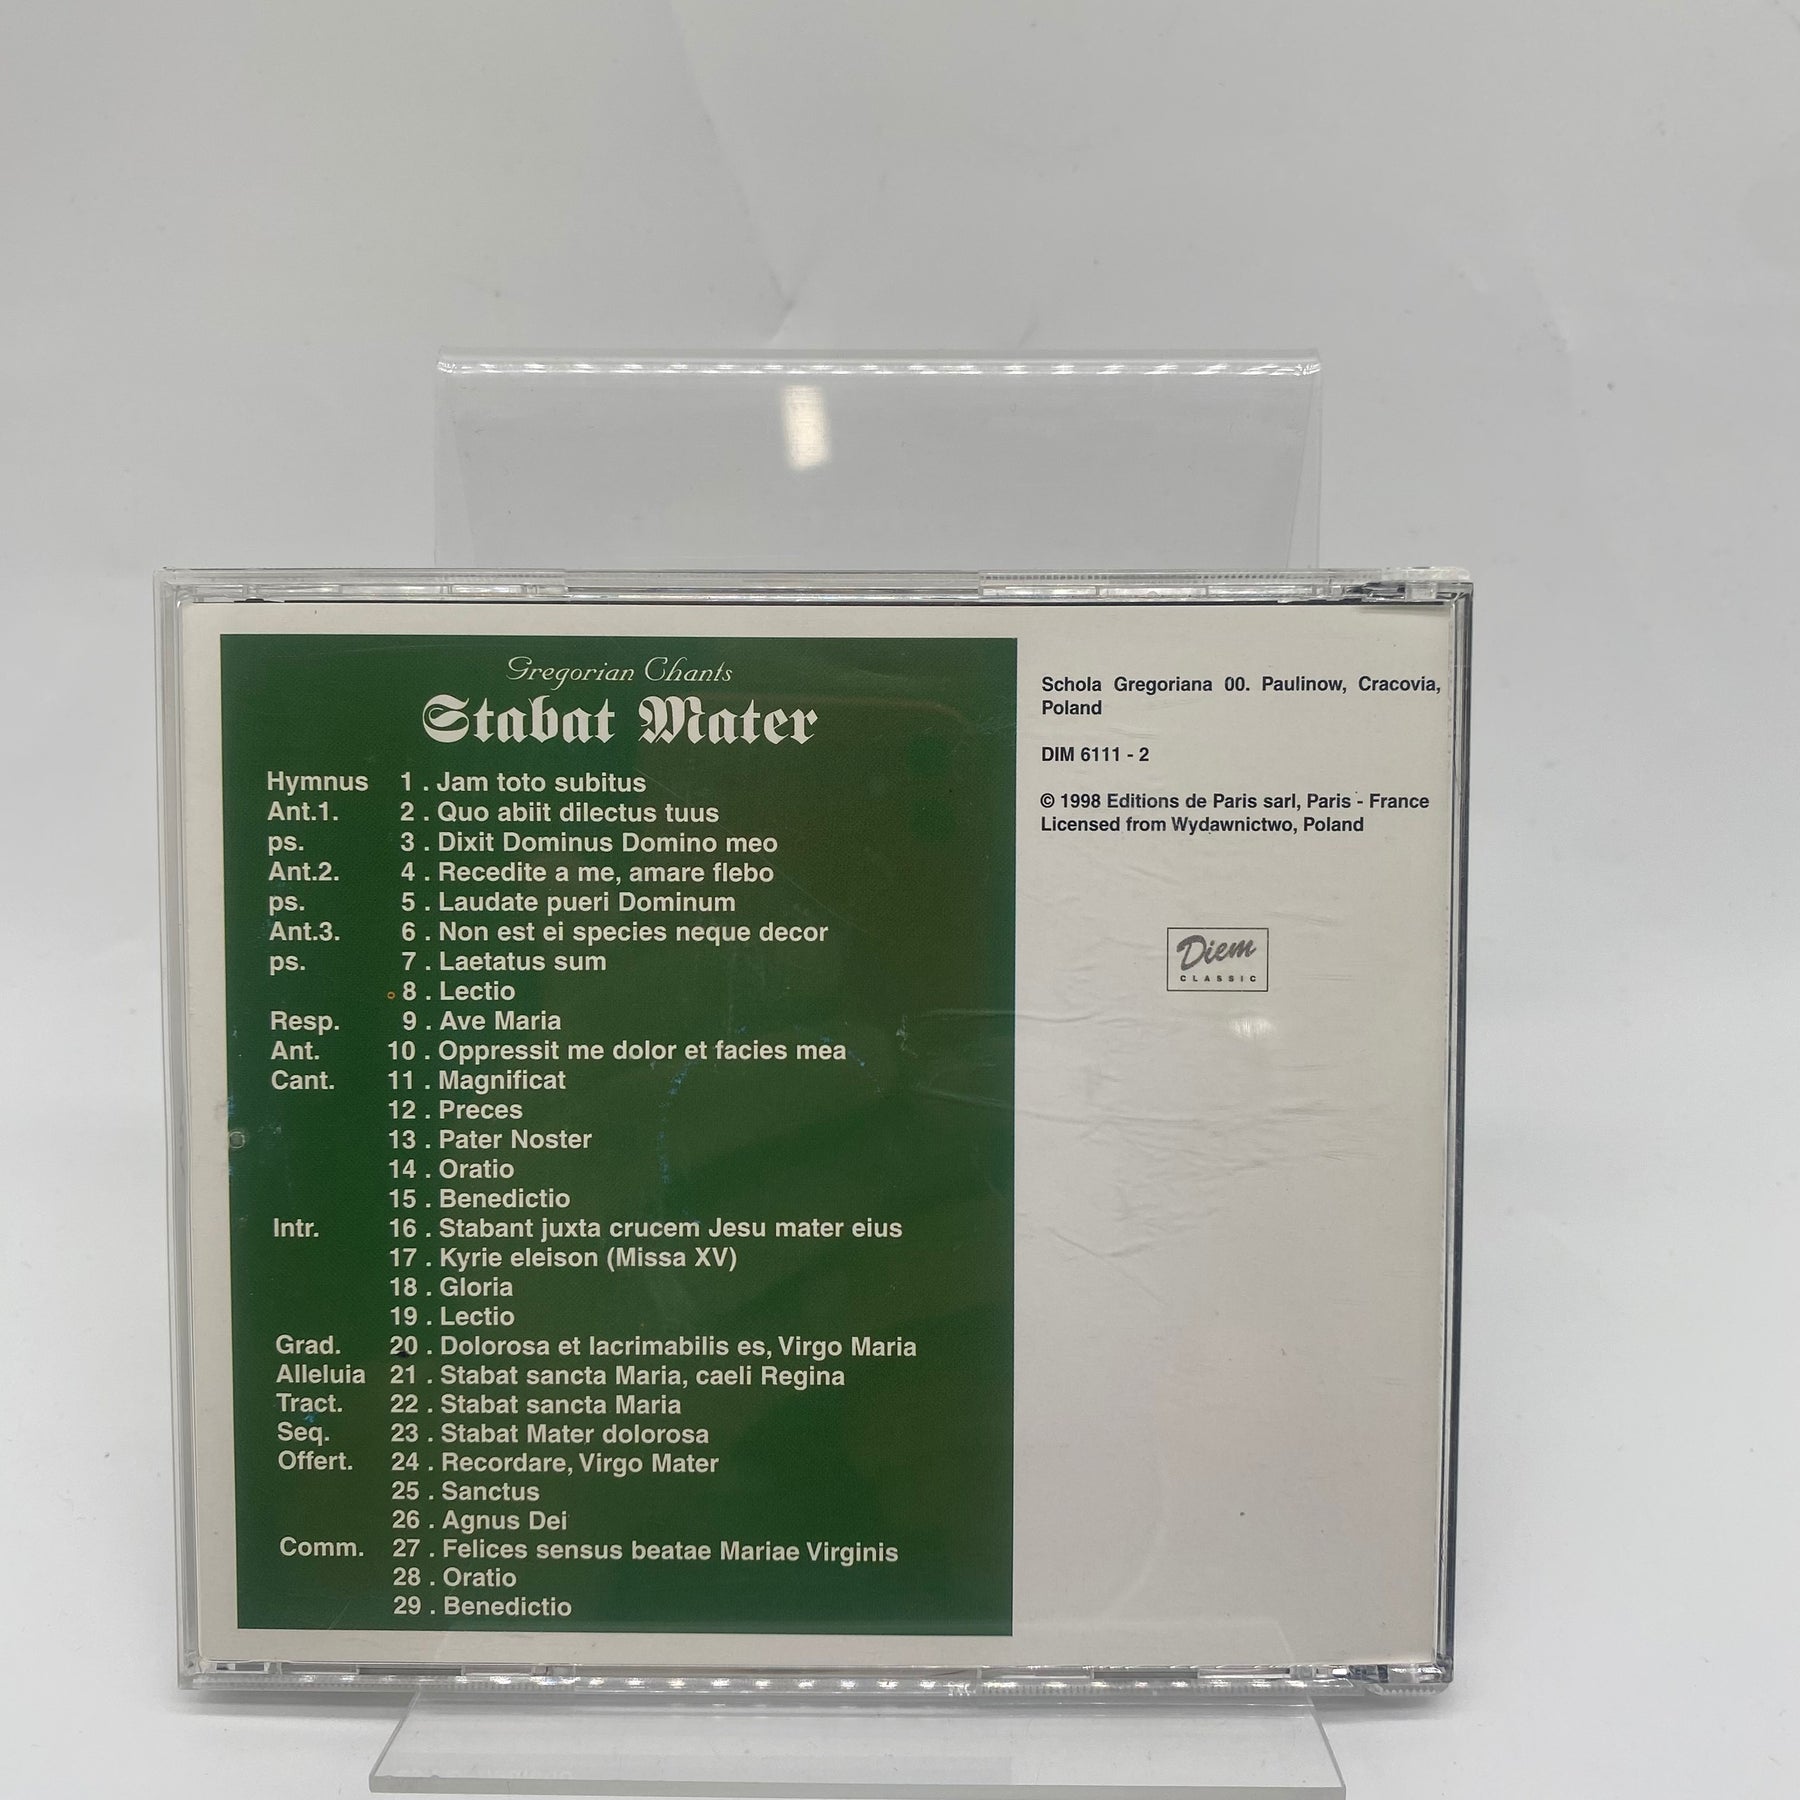 Gregorian Chants
Stabat Mater
Hymnus 1 . Jam toto subitus
Ant.1. 2 . Quo abiit dilectus tuus
ps. 3 . Dixit Dominus Domino meo
Ant.2. 4 . Recedite a me, amare flebo
ps. 5 . Laudate pueri Dominum
Ant.3. 6 . Non est ei species neque decor
ps. 7 . Laetatus sum
8 . Lectio
Resp. 9 . Ave Maria
Ant. 10 . Oppressit me dolor et facies mea
Cant. 11 . Magnificat
12 . Preces
13 . Pater Noster
14 . Oratio
15 . Benedictio
Intr. 16 . Stabant juxta crucem Jesu mater eius
17 . Kyrie eleison (Missa XV)
18 . Gloria
19 . Lectio
Grad. 20 . Dolorosa et lacrimabilis es, Virgo Maria
Alleluia 21 . Stabat sancta Maria, caeli Regina
Tract. 22 . Stabat sancta Maria
Seq. 23 . Stabat Mater dolorosa
Offert. 24 . Recordare, Virgo Mater
25 . Sanctus
26 . Agnus Dei
Comm. 27 . Felices sensus beatae Mariae Virginis
28 . Oratio
29 . Benedictio
Schola Gregoriana 00. Paulinow, Cracovia,
Poland
DIM 6111 - 2
© 1998 Editions de Paris sarl, Paris - France
Licensed from Wydawnictwo, Poland
Diem
CLASSIC